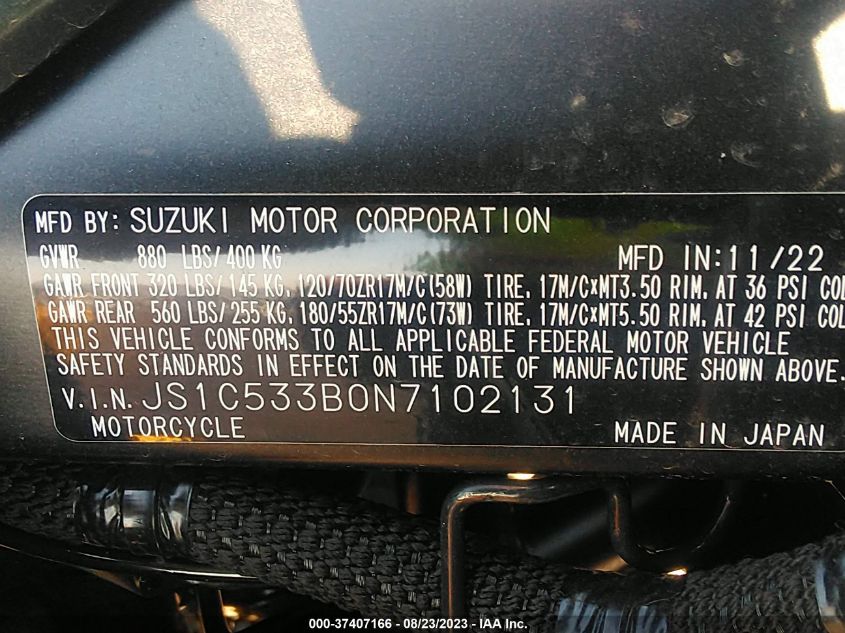 MFD BY: SUZUKI MOTOR CORPORATION
GVWR 880 LBS/400 KG MFD IN:11/22
GAWR FRONT 320 LBS/145 KG, 120/70ZR17M/C(58W) TIRE, 17M/C×MT3.50 RIM, AT 36 PSI COL
GAWR REAR 560 LBS/255 KG, 180/55ZR17M/C(73W) TIRE, 17M/C×MT5.50 RIM, AT 42 PSI COL
THIS VEHICLE CONFORMS TO ALL APPLICABLE FEDERAL MOTOR VEHICLE
SAFETY STANDARDS IN EFFECT ON THE DATE OF MANUFACTURE SHOWN ABOVE.
V.I.N. JS1C533B0N7102131
MOTORCYCLE MADE IN JAPAN
000-37407166 - 08/23/2023 - IAA Inc.